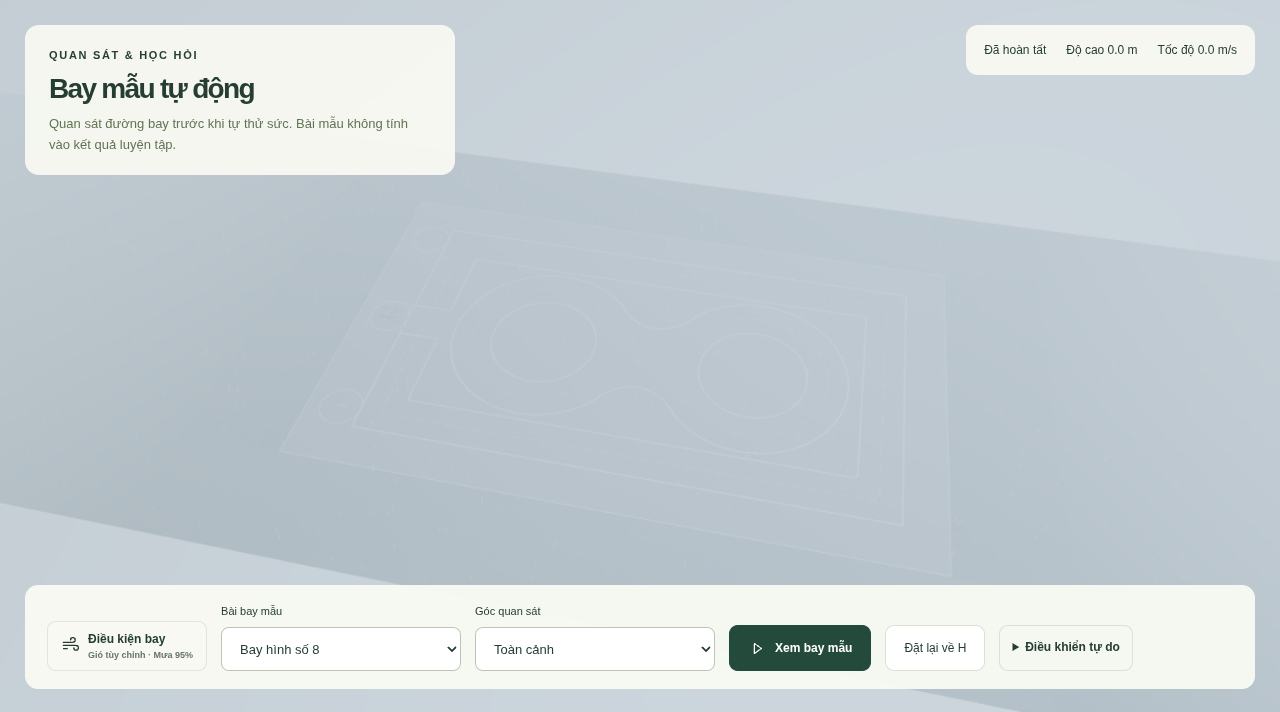 QUAN SÁT & HỌC HỎI
Bay mẫu tự động
Quan sát đường bay trước khi tự thử sức. Bài mẫu không tính
vào kết quả luyện tập.
Đã hoàn tất Độ cao 0.0 m Tốc độ 0.0 m/s
Điều kiện bay
Gió tùy chỉnh · Mưa 95%
Bài bay mẫu
Bay hình số 8
Góc quan sát
Toàn cảnh
Xem bay mẫu
Đặt lại về H
Điều khiển tự do